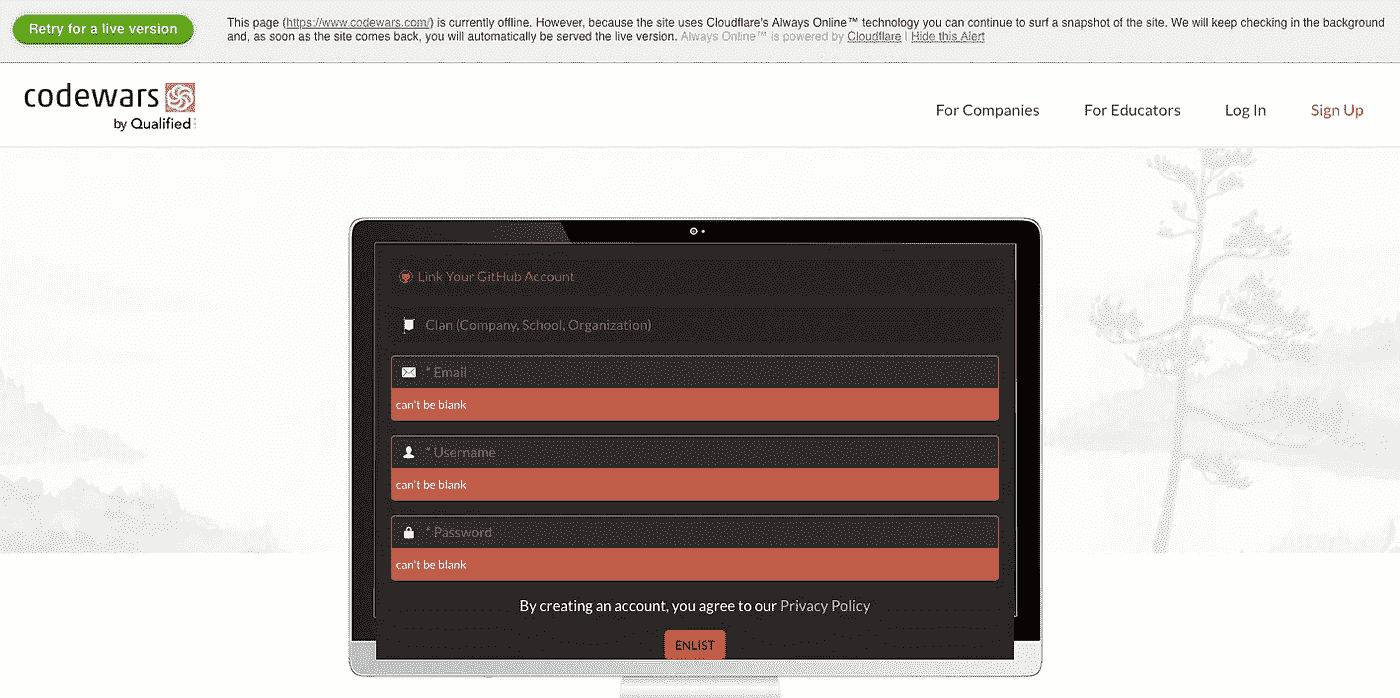 Retry for a live version
This page (https://www.codewars.com/) is currently offline. However, because the site uses Cloudflare's Always Online™ technology you can continue to surf a snapshot of the site. We will keep checking in the background
and, as soon as the site comes back, you will automatically be served the live version. Always Online™ is powered by Cloudflare | Hide this Alert
codewars
by Qualified
For Companies
For Educators
Log In
Sign Up
Link Your GitHub Account
Clan (Company, School, Organization)
* Email
can't be blank
* Username
can't be blank
* Password
can't be blank
By creating an account, you agree to our Privacy Policy
ENLIST